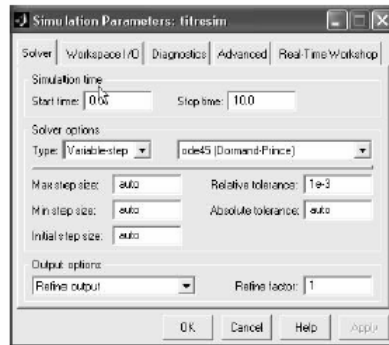 Simulation Parameters: titresim
Solver Workspace I/O Diagnostics Advanced Real-Time Workshop
Simulation time
Start time: Stop time: 10.0
Solver options
Type: Variable-step ode45 (Dormand-Prince)
Max step size: auto Relative tolerance: 1e-3
Min step size: auto Absolute tolerance: auto
Initial step size: auto
Output options
Refine output Refine factor: 1
OK Cancel Help Apply